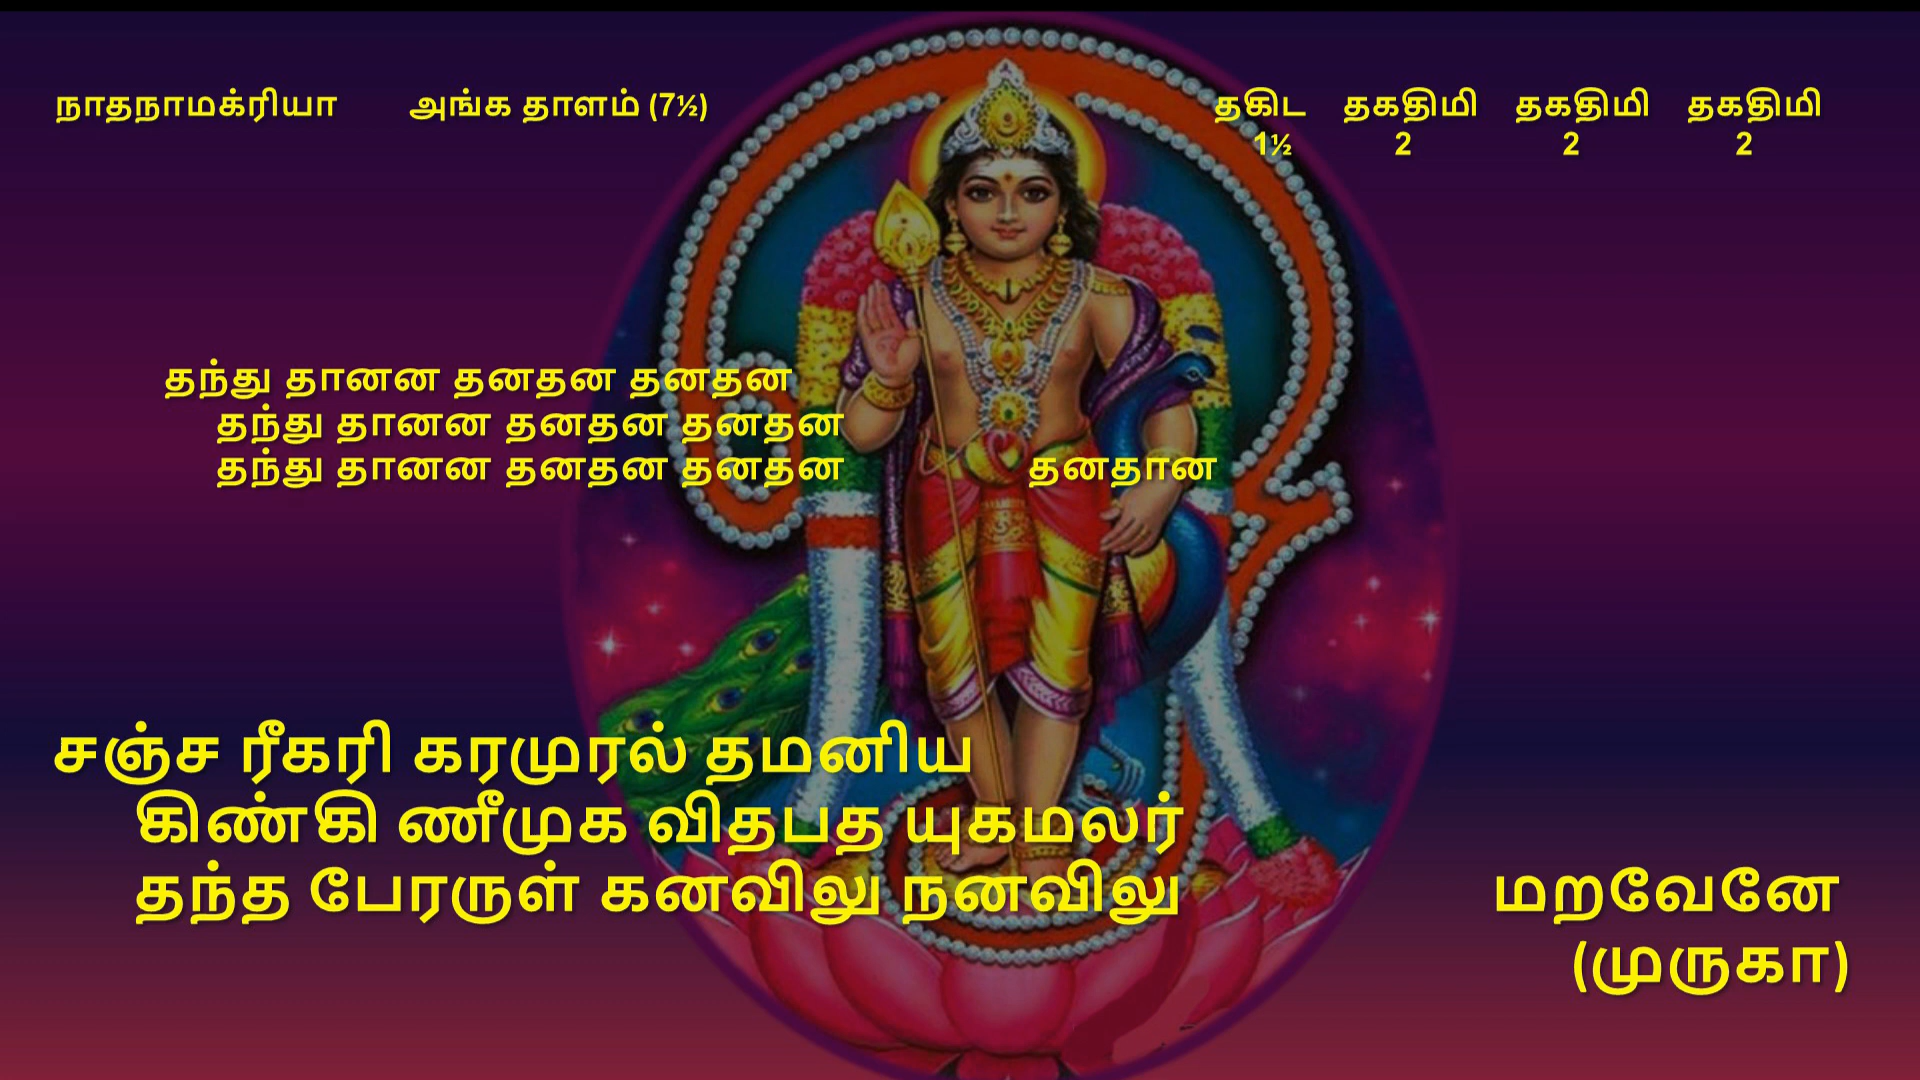 நாதநாமக்ரியா அங்க தாளம் (7½) தகிட தகதிமி தகதிமி தகதிமி
1½ 2 2 2
தந்து தானன தனதன தனதன
தந்து தானன தனதன தனதன
தந்து தானன தனதன தனதன தனதான
சஞ்ச ரீகரி கரமுரல் தமனிய
கிண்கி ணீமுக விதபத யுகமலர்
தந்த பேரருள் கனவிலு நனவிலு மறவேனே
(முருகா)